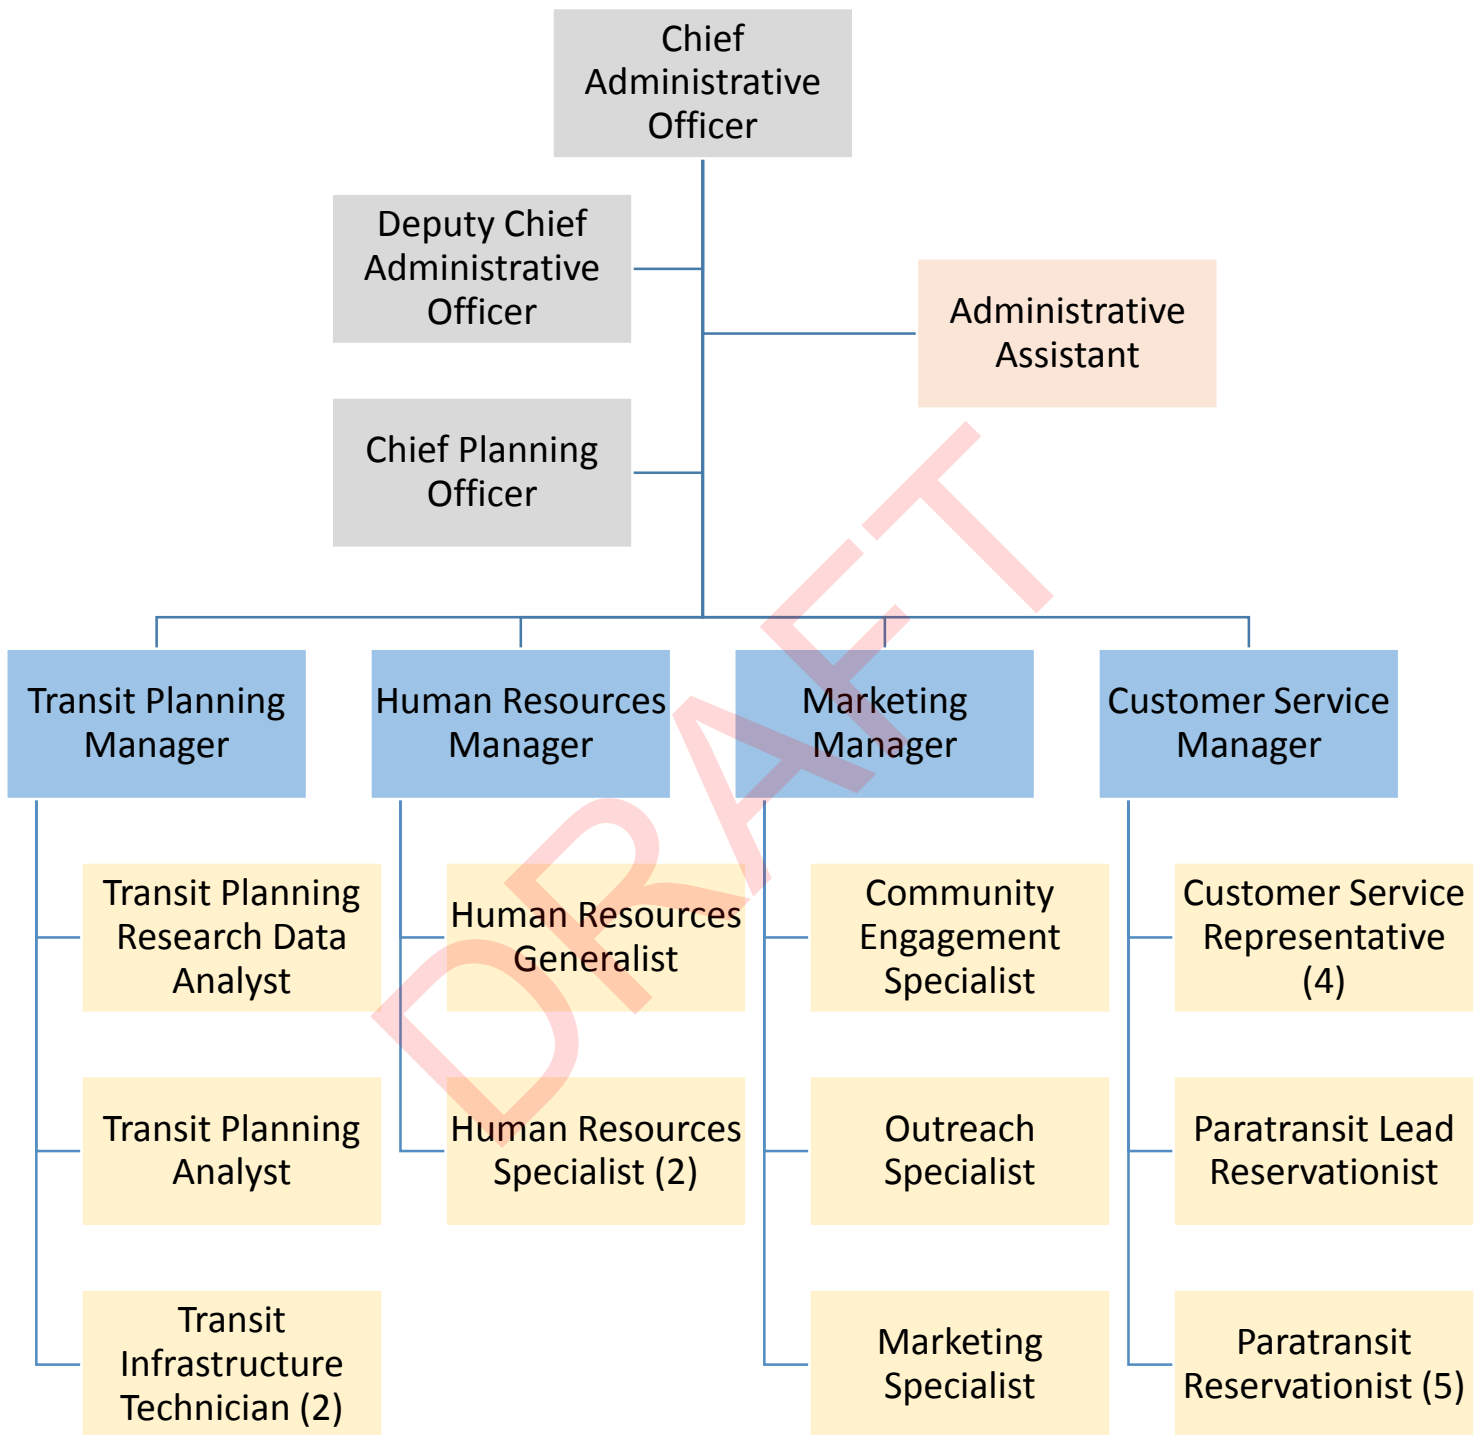 Chief
Administrative
Officer
Deputy Chief
Administrative
Officer
Administrative
Assistant
Chief Planning
Officer
Transit Planning
Manager
Human Resources
Manager
Marketing
Manager
Customer Service
Manager
Transit Planning
Research Data
Analyst
Human Resources
Generalist
Community
Engagement
Specialist
Customer Service
Representative
(4)
Transit Planning
Analyst
Human Resources
Specialist (2)
Outreach
Specialist
Paratransit Lead
Reservationist
Transit
Infrastructure
Technician (2)
Marketing
Specialist
Paratransit
Reservationist (5)
DRAFT